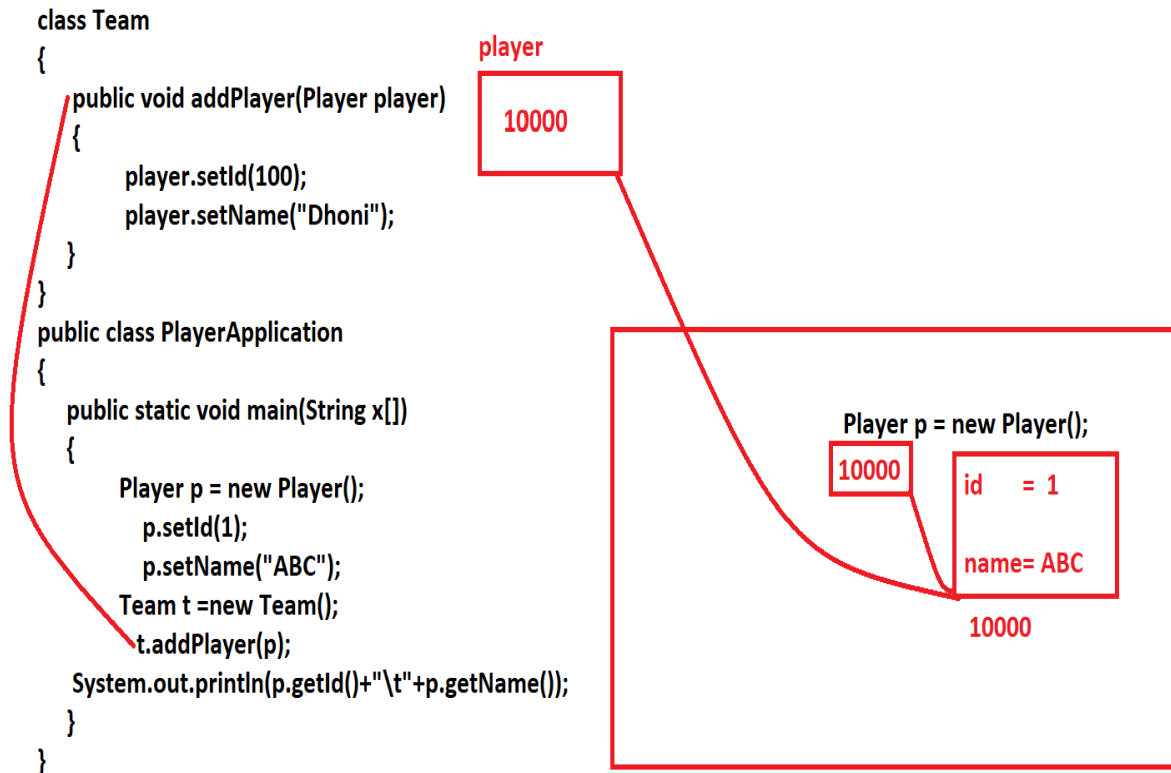 class Team
{
public void addPlayer(Player player)
{
player.setId(100);
player.setName("Dhoni");
}
}
public class PlayerApplication
{
public static void main(String x[])
{
Player p = new Player();
p.setId(1);
p.setName("ABC");
Team t =new Team();
t.addPlayer(p);
System.out.println(p.getId()+"\t"+p.getName());
}
}
player
10000
Player p = new Player();
10000
id = 1
name= ABC
10000